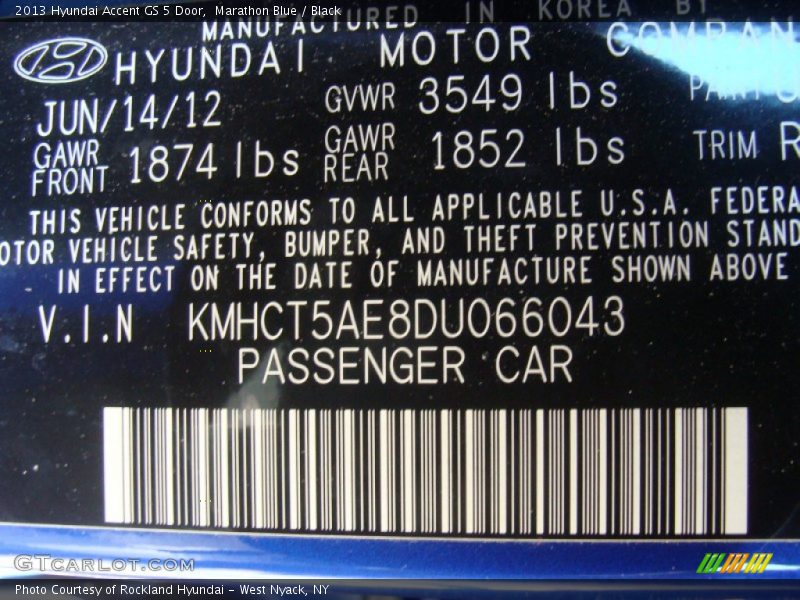 2013 Hyundai Accent GS 5 Door, Marathon Blue / Black
MANUFACTURED IN KOREA BY
HYUNDAI MOTOR COMPAN
JUN/14/12 GVWR 3549 lbs
GAWR FRONT 1874 lbs GAWR REAR 1852 lbs TRIM R
THIS VEHICLE CONFORMS TO ALL APPLICABLE U.S.A. FEDERA
OTOR VEHICLE SAFETY, BUMPER, AND THEFT PREVENTION STAND
IN EFFECT ON THE DATE OF MANUFACTURE SHOWN ABOVE
V.I.N KMHCT5AE8DU066043
PASSENGER CAR
GTCARLOT.COM
Photo Courtesy of Rockland Hyundai - West Nyack, NY